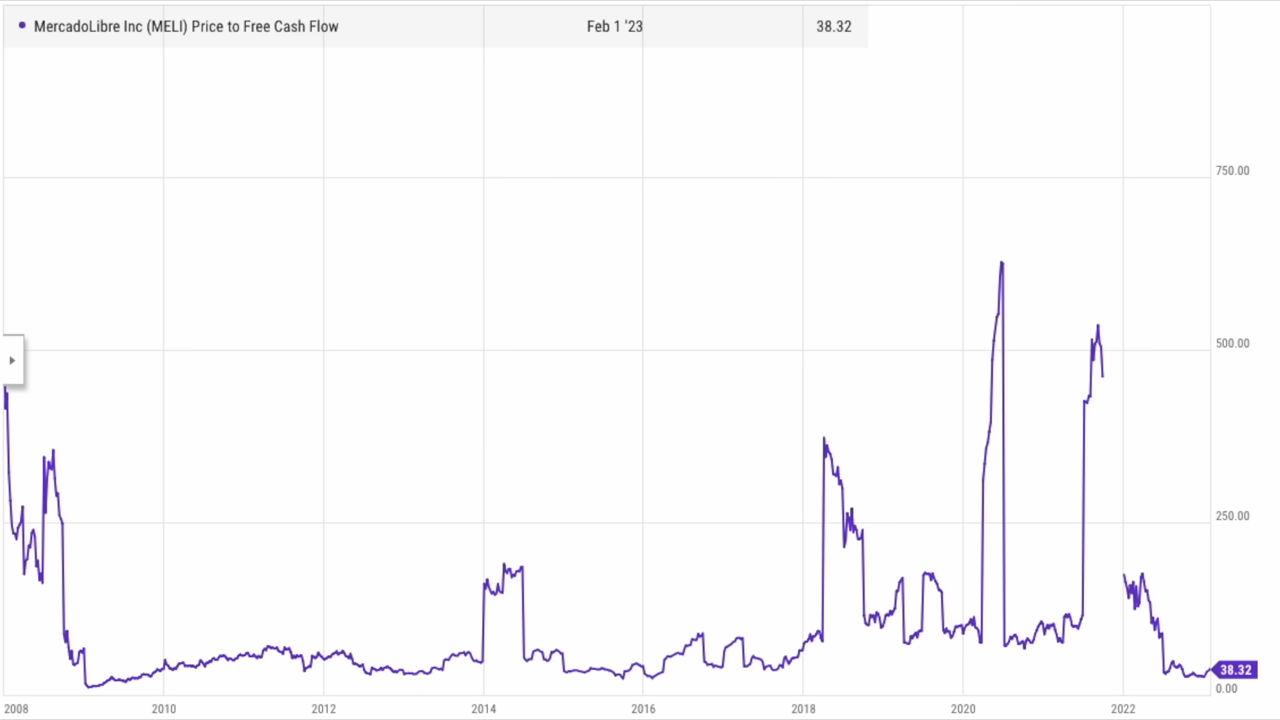 MercadoLibre Inc (MELI) Price to Free Cash Flow Feb 1 '23 38.32
750.00
500.00
250.00
38.32
0.00
2008 2010 2012 2014 2016 2018 2020 2022